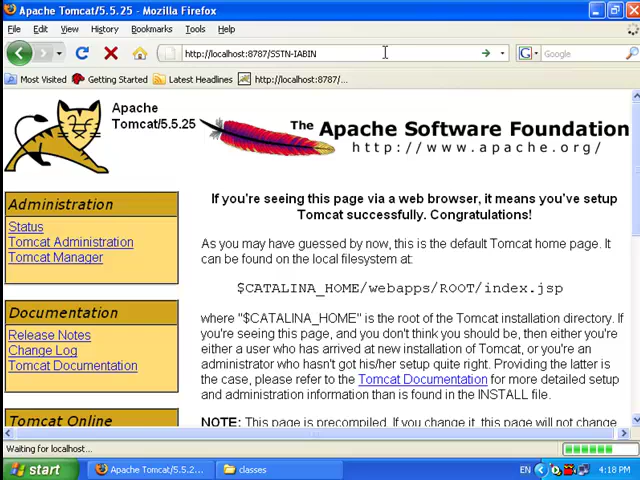 Apache Tomcat/5.5.25 - Mozilla Firefox
File Edit View History Bookmarks Tools Help
http://localhost:8787/SSTN-IABIN
Google
Most Visited Getting Started Latest Headlines http://localhost:8787/...
Apache
Tomcat/5.5.25
The Apache Software Foundation
http://www.apache.org/
Administration
Status
Tomcat Administration
Tomcat Manager
Documentation
Release Notes
Change Log
Tomcat Documentation
Tomcat Online
If you're seeing this page via a web browser, it means you've setup
Tomcat successfully. Congratulations!
As you may have guessed by now, this is the default Tomcat home page. It
can be found on the local filesystem at:
$CATALINA_HOME/webapps/ROOT/index.jsp
where "$CATALINA_HOME" is the root of the Tomcat installation directory. If
you're seeing this page, and you don't think you should be, then either you're
either a user who has arrived at new installation of Tomcat, or you're an
administrator who hasn't got his/her setup quite right. Providing the latter is
the case, please refer to the Tomcat Documentation for more detailed setup
and administration information than is found in the INSTALL file.
NOTE: This page is precompiled. If you change it, this page will not change
Waiting for localhost...
start Apache Tomcat/5.5.2... classes EN 4:18 PM